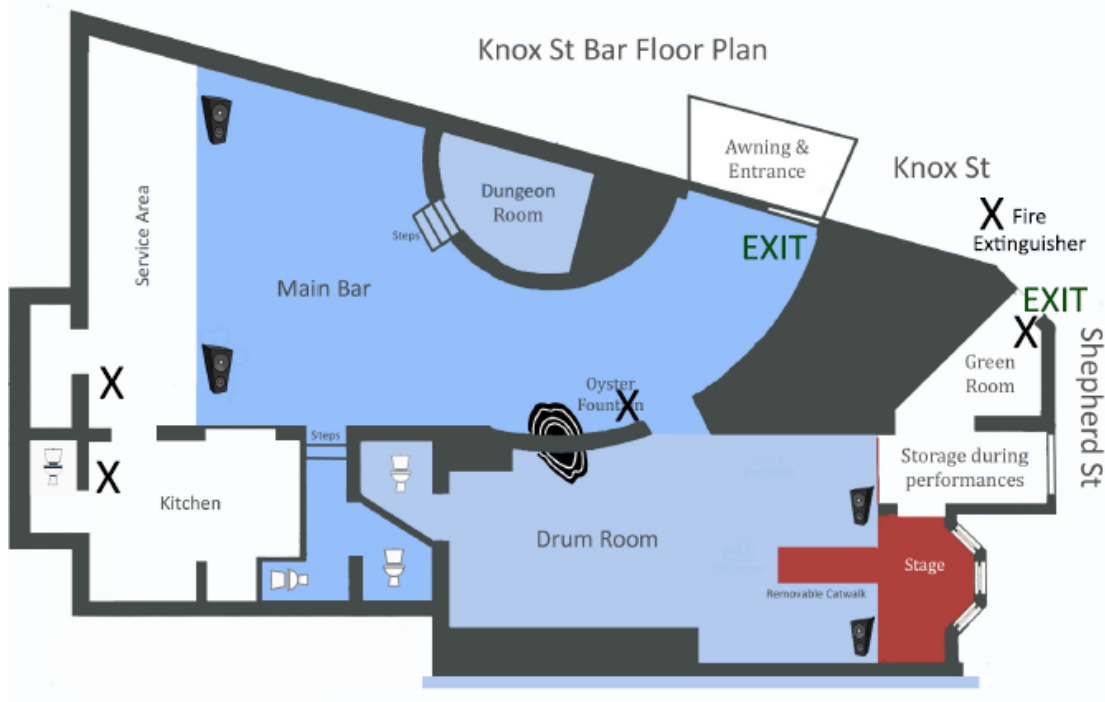 Knox St Bar Floor Plan
Awning &
Entrance
Knox St
X Fire
Extinguisher
Dungeon
Room
Steps
EXIT
Service Area
Main Bar
EXIT
X
Green
Room
Shepherd St
X
Oyster
Fountain
X
Steps
X
Kitchen
Storage during
performances
Drum Room
Stage
Removable Catwalk